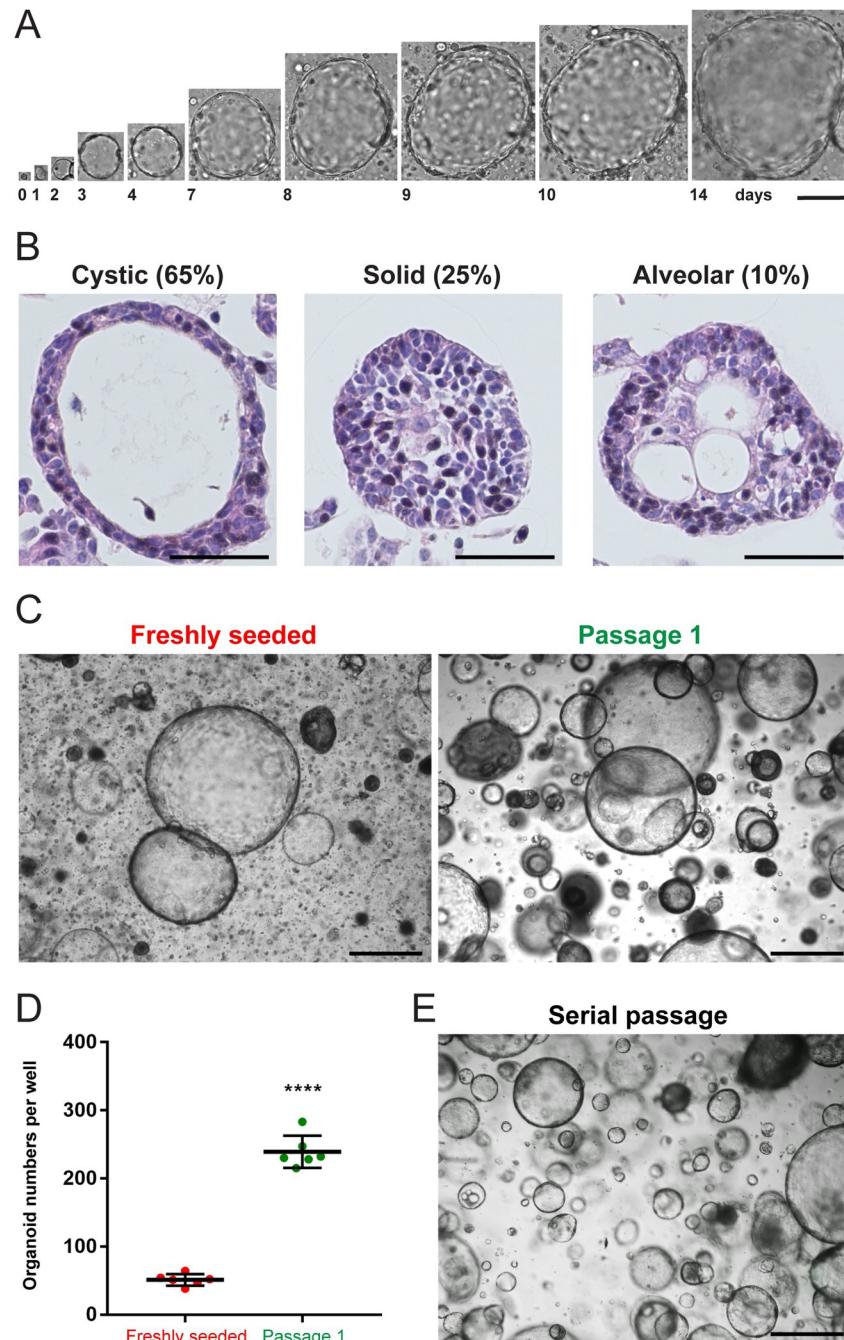 A
0 1 2 3 4 7 8 9 10 14 days
B
Cystic (65%) Solid (25%) Alveolar (10%)
C
Freshly seeded Passage 1
D
Organoid numbers per well
400
300
200
100
0
****
Freshly seeded Passage 1
E
Serial passage